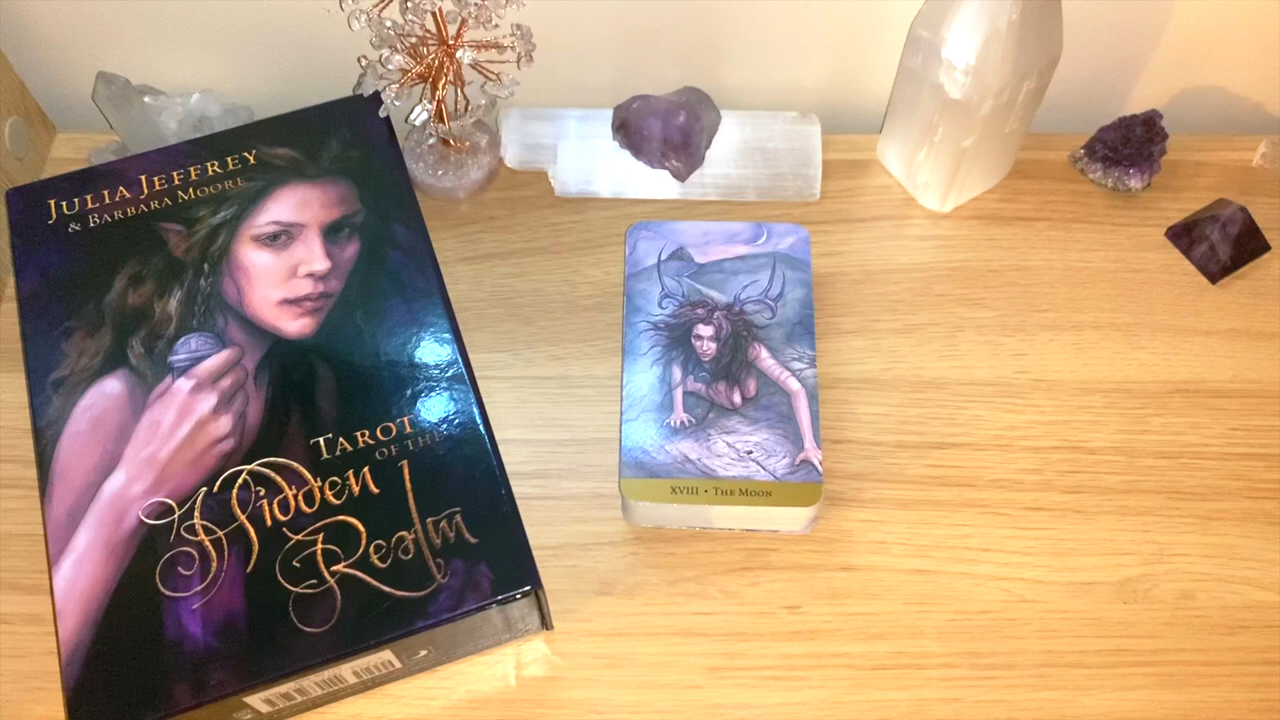 JULIA JEFFREY
& BARBARA MOORE
TAROT
OF THE
Hidden
Realm
XVIII • THE MOON